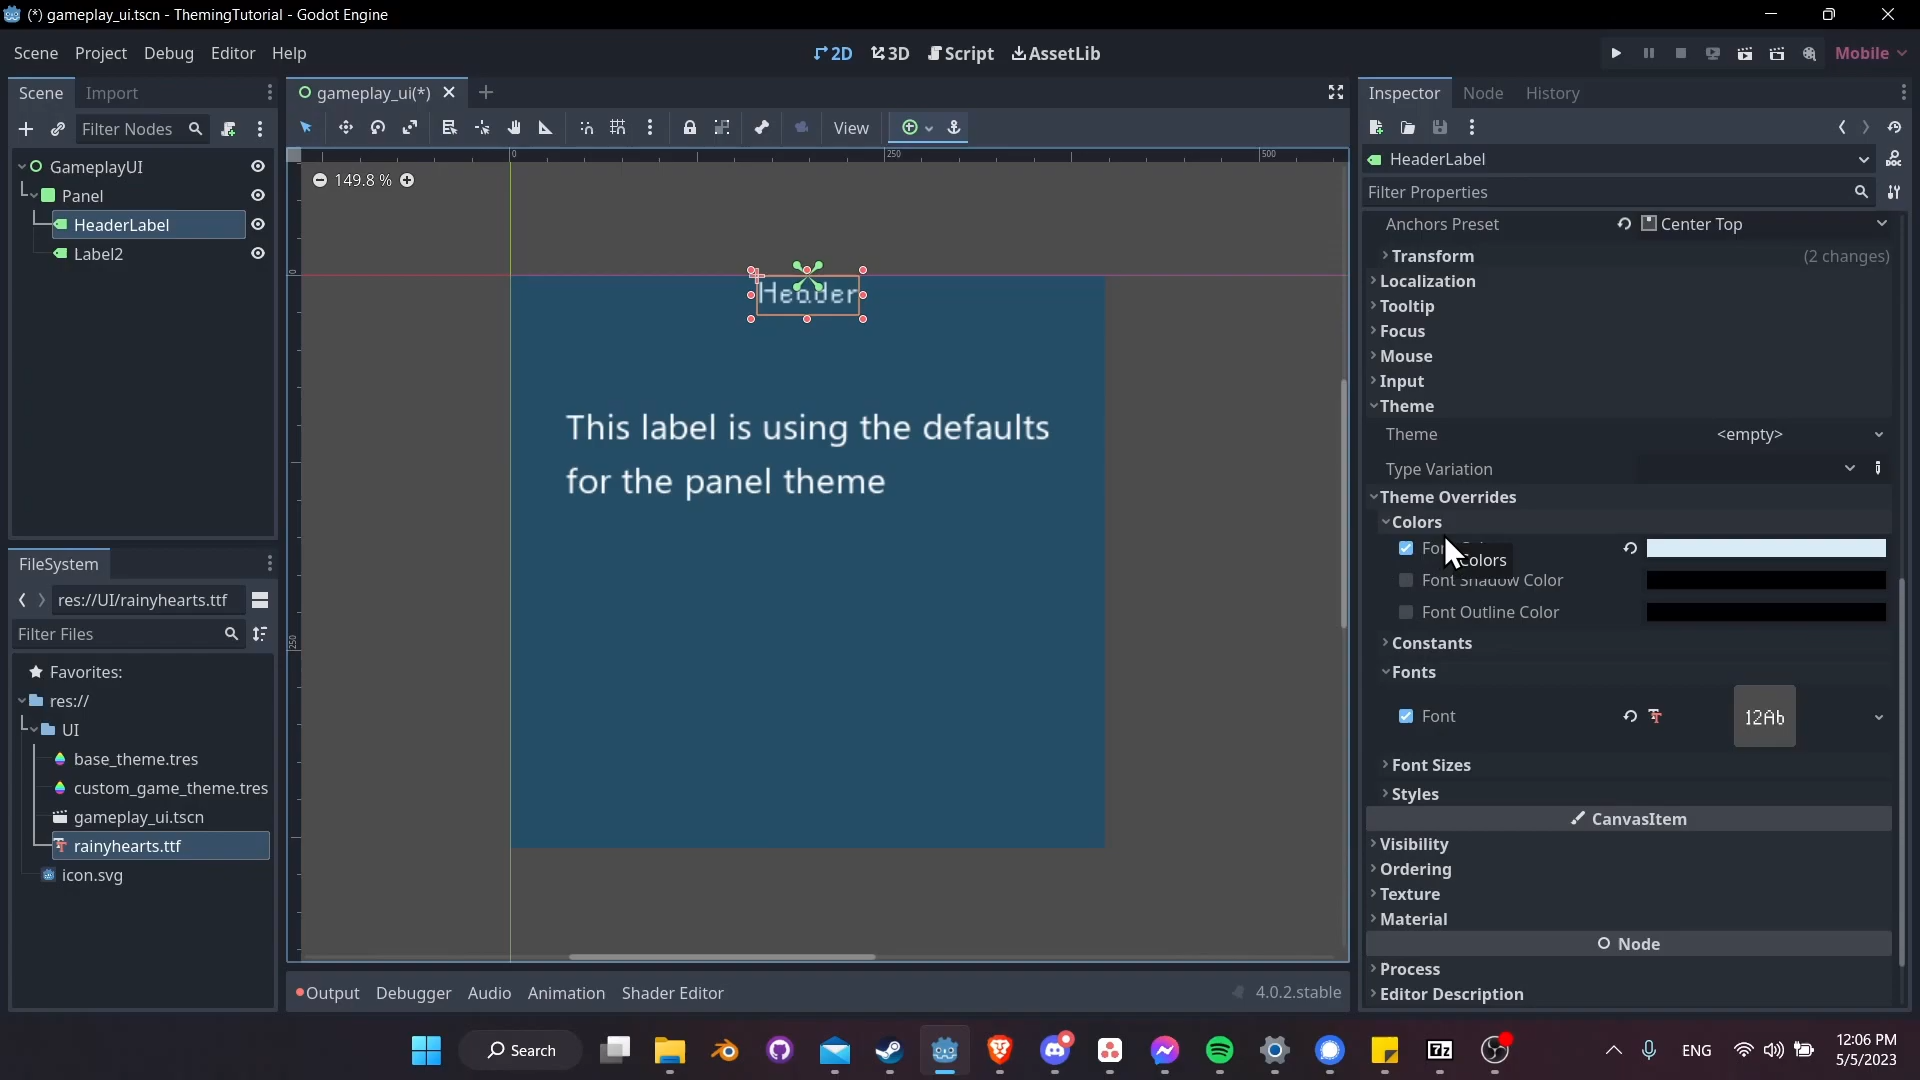 (*) gameplay_ui.tscn - ThemingTutorial - Godot Engine
Scene Project Debug Editor Help
2D 3D Script AssetLib
Mobile
Scene Import
gameplay_ui(*)
Inspector Node History
Filter Nodes
View
GameplayUI
Panel
HeaderLabel
Label2
0 250 500
149.8 %
0
250
Header
This label is using the defaults
for the panel theme
HeaderLabel
Filter Properties
Anchors Preset Center Top
Transform (2 changes)
Localization
Tooltip
Focus
Mouse
Input
Theme
Theme <empty>
Type Variation
Theme Overrides
Colors
Colors
Font Shadow Color
Font Outline Color
Constants
Fonts
Font 12Ab
Font Sizes
Styles
CanvasItem
Visibility
Ordering
Texture
Material
Node
Process
Editor Description
FileSystem
res://UI/rainyhearts.ttf
Filter Files
Favorites:
res://
UI
base_theme.tres
custom_game_theme.tres
gameplay_ui.tscn
rainyhearts.ttf
icon.svg
Output Debugger Audio Animation Shader Editor
4.0.2.stable
Search
7z
ENG
12:06 PM
5/5/2023